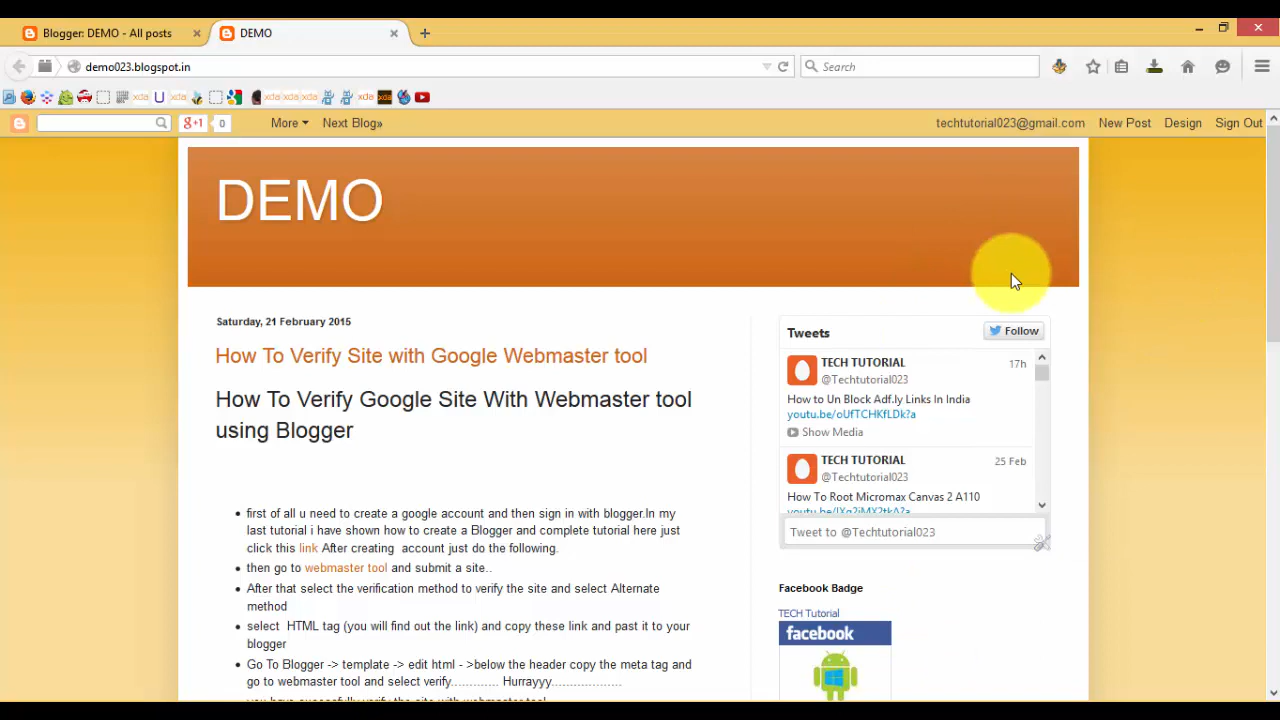 Blogger: DEMO - All posts
DEMO
demo023.blogspot.in
Search
U
xda
xda
xda
xda
xda
xda
g+1
0
More
Next Blog»
techtutorial023@gmail.com
New Post
Design
Sign Out
DEMO
Saturday, 21 February 2015
How To Verify Site with Google Webmaster tool
How To Verify Google Site With Webmaster tool
using Blogger
first of all u need to create a google account and then sign in with blogger.In my
last tutorial i have shown how to create a Blogger and complete tutorial here just
click this link After creating account just do the following.
then go to webmaster tool and submit a site..
After that select the verification method to verify the site and select Alternate
method
select HTML tag (you will find out the link) and copy these link and past it to your
blogger
Go To Blogger -> template -> edit html - >below the header copy the meta tag and
go to webmaster tool and select verify............. Hurrayyy...................
Tweets
Follow
TECH TUTORIAL
17h
@Techtutorial023
How to Un Block Adf.ly Links In India
youtu.be/oUfTCHKfLDk?a
Show Media
TECH TUTORIAL
25 Feb
@Techtutorial023
How To Root Micromax Canvas 2 A110
Tweet to @Techtutorial023
Facebook Badge
TECH Tutorial
facebook